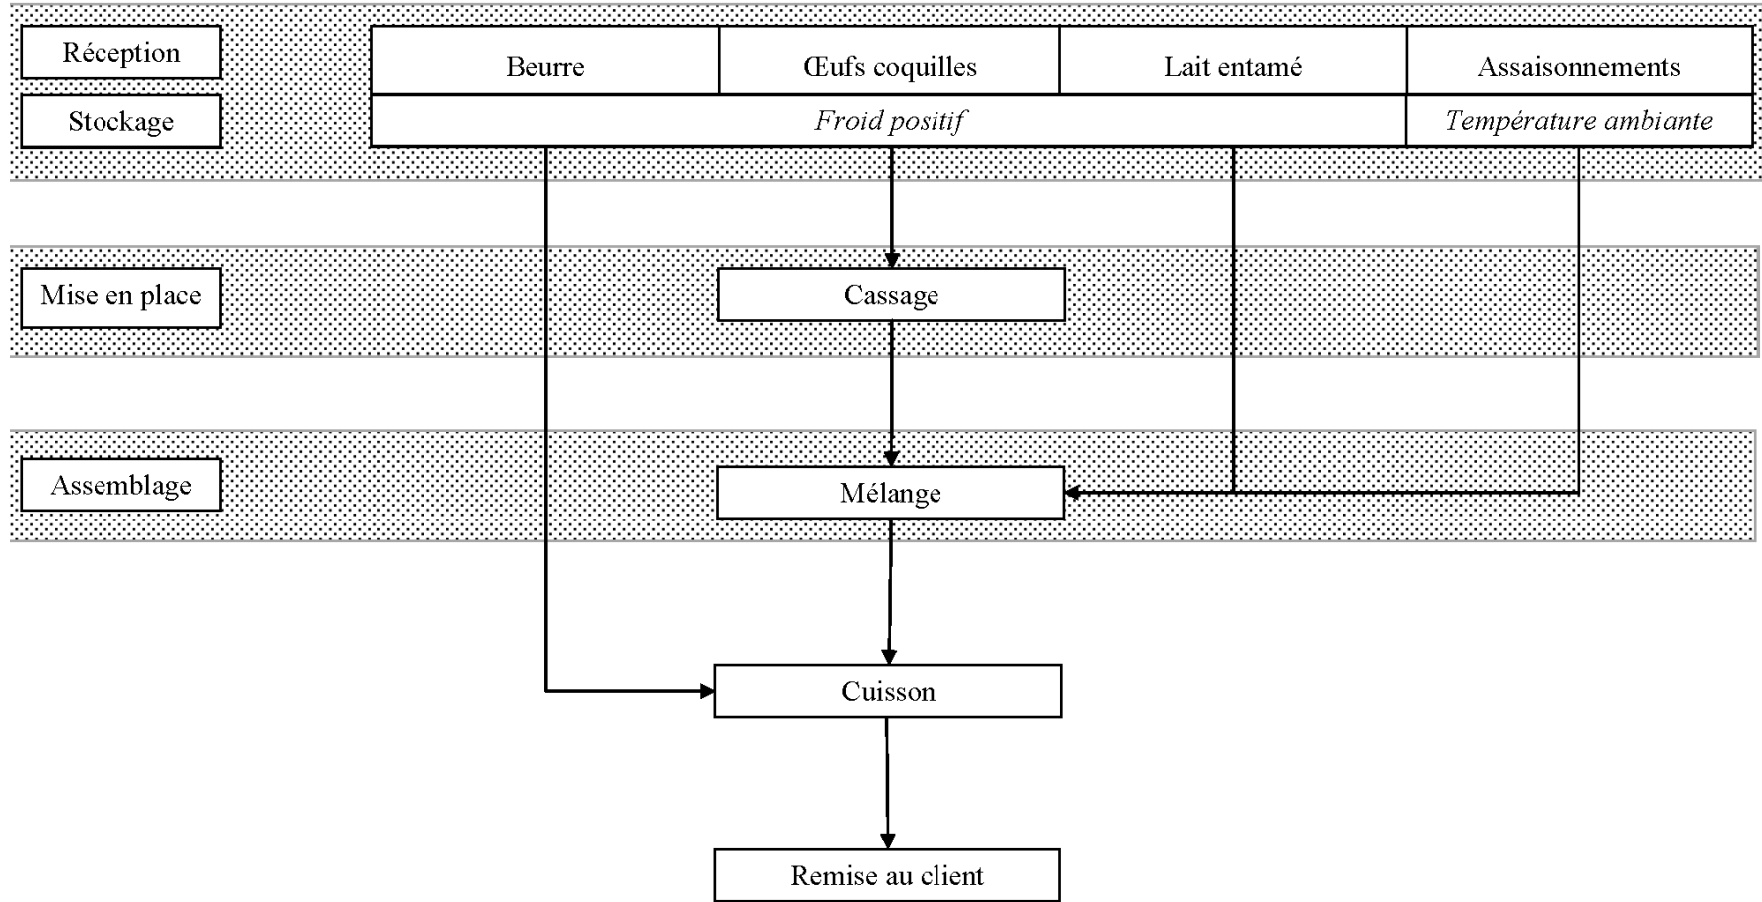 Réception
Beurre
Œufs coquilles
Lait entamé
Assaisonnements
Stockage
Froid positif
Température ambiante
Mise en place
Cassage
Assemblage
Mélange
Cuisson
Remise au client